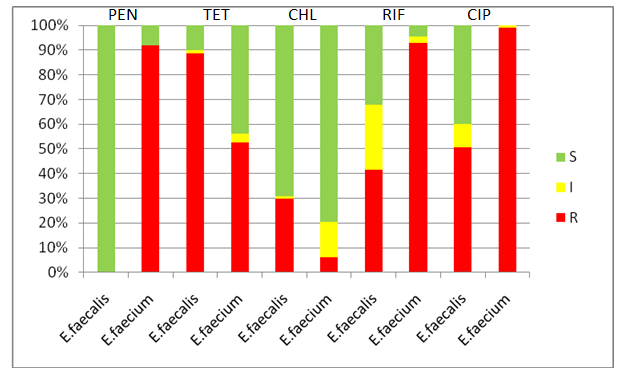 PEN TET CHL RIF CIP
100%
90%
80%
70%
60%
50%
40%
30%
20%
10%
0%
S
I
R
E.faecalis E.faecium E.faecalis E.faecium E.faecalis E.faecium E.faecalis E.faecium E.faecalis E.faecium